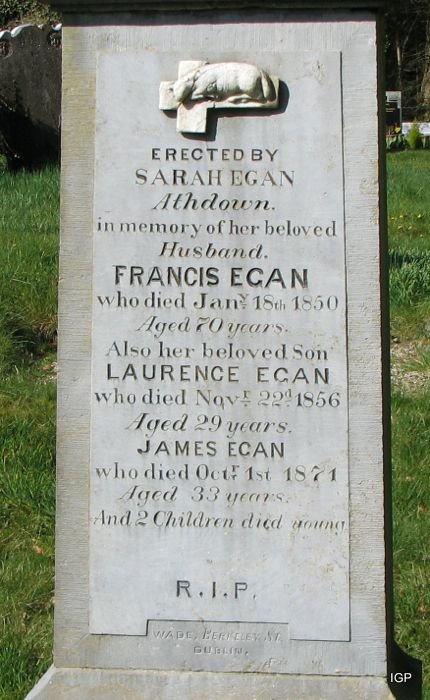 ERECTED BY
SARAH EGAN
Athdown.
in memory of her beloved
Husband.
FRANCIS EGAN
who died Jany. 18th 1850
Aged 70 years.
Also her beloved Son
LAURENCE EGAN
who died Novr. 22d. 1856
Aged 29 years.
JAMES EGAN
who died Octr. 1st 1871
Aged 33 years.
And 2 Children died young
R.I.P.
WADE, BERKELEY ST.
DUBLIN.
IGP